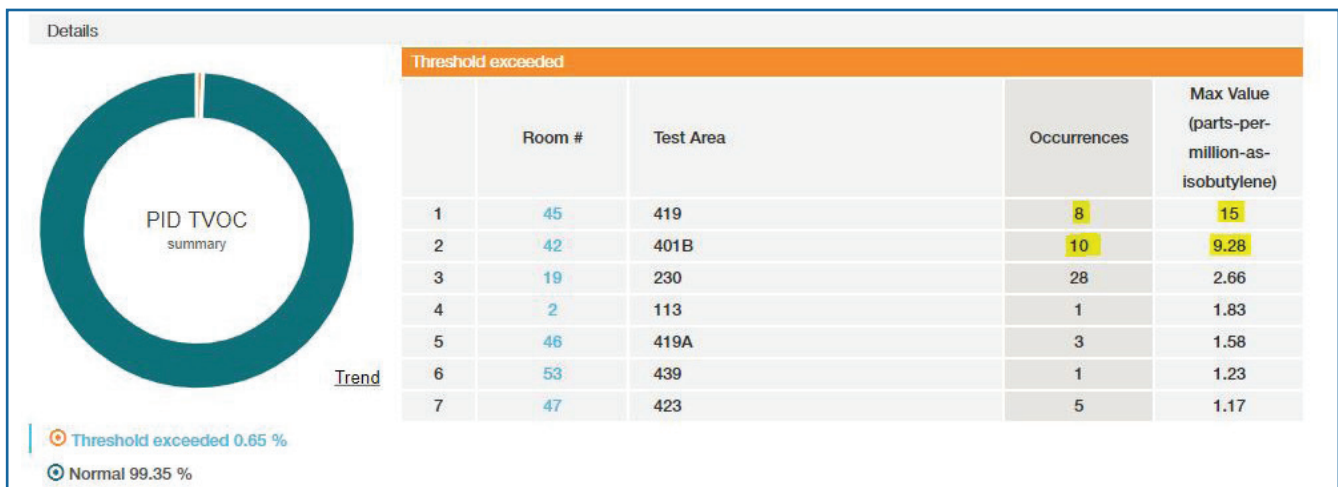 Details
Threshold exceeded
Room # Test Area Occurrences Max Value (parts-per-million-as-isobutylene)
1 45 419 8 15
2 42 401B 10 9.28
3 19 230 28 2.66
4 2 113 1 1.83
5 46 419A 3 1.58
6 53 439 1 1.23
7 47 423 5 1.17
PID TVOC
summary
Trend
Threshold exceeded 0.65 %
Normal 99.35 %